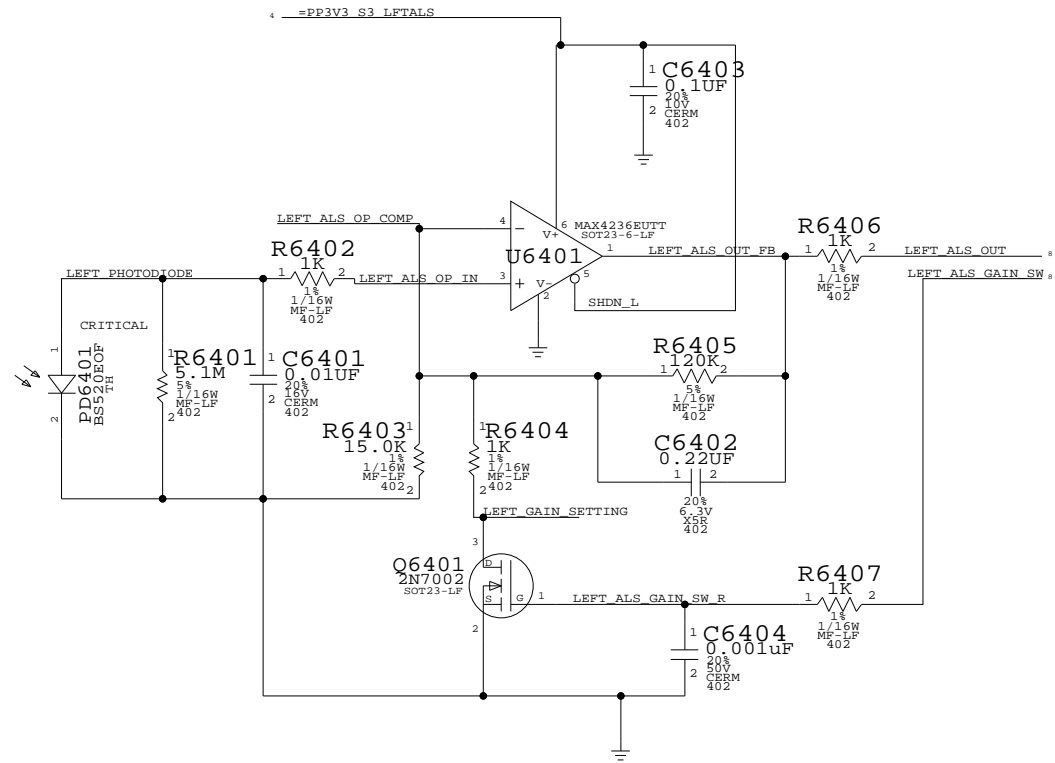 4 =PP3V3_S3_LFTALS
1 C6403
0.1UF
20%
10V
2 CERM
402
LEFT_ALS_OP_COMP
4
6 MAX4236EUTT
SOT23-6-LF
V+
U6401
1 LEFT_ALS_OUT_FB
R6406
1K
1 2
1%
1/16W
MF-LF
402
LEFT_ALS_OUT 8
LEFT_ALS_GAIN_SW 8
R6402
1K
1 2
1%
1/16W
MF-LF
402
LEFT_PHOTODIODE
LEFT_ALS_OP_IN
3
V-
5
2
SHDN_L
CRITICAL
1
PD6401
BS520EOF
TH
2
1
R6401
5.1M
5%
1/16W
MF-LF
402
2
1 C6401
0.01UF
20%
16V
2 CERM
402
R6405
120K
1 2
5%
1/16W
MF-LF
402
C6402
0.22UF
1 2
20%
6.3V
X5R
402
R6403
1
15.0K
1%
1/16W
MF-LF
402
2
1
R6404
1K
1%
1/16W
MF-LF
402
2
LEFT_GAIN_SETTING
3
Q6401
2N7002
SOT23-LF
D
S
G
1
2
LEFT_ALS_GAIN_SW_R
R6407
1K
1 2
1%
1/16W
MF-LF
402
1 C6404
0.001uF
20%
50V
2 CERM
402